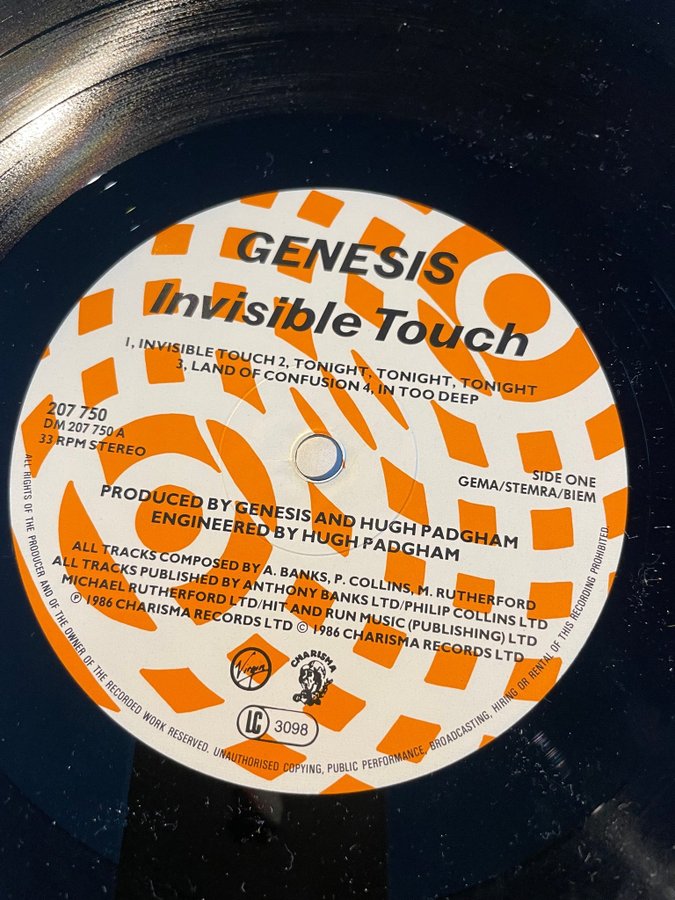 GENESIS
Invisible Touch
1, INVISIBLE TOUCH 2, TONIGHT, TONIGHT, TONIGHT
3, LAND OF CONFUSION 4, IN TOO DEEP
207 750
DM 207 750 A
33 RPM STEREO
SIDE ONE
GEMA/STEMRA/BIEM
PRODUCED BY GENESIS AND HUGH PADGHAM
ENGINEERED BY HUGH PADGHAM
ALL TRACKS COMPOSED BY A. BANKS, P. COLLINS, M. RUTHERFORD
ALL TRACKS PUBLISHED BY ANTHONY BANKS LTD/PHILIP COLLINS LTD
MICHAEL RUTHERFORD LTD/HIT AND RUN MUSIC (PUBLISHING) LTD
℗ 1986 CHARISMA RECORDS LTD © 1986 CHARISMA RECORDS LTD
Virgin
CHARISMA
LC 3098
ALL RIGHTS OF THE PRODUCER AND OF THE OWNER OF THE RECORDED WORK RESERVED. UNAUTHORISED COPYING, PUBLIC PERFORMANCE, BROADCASTING, HIRING OR RENTAL OF THIS RECORDING PROHIBITED.